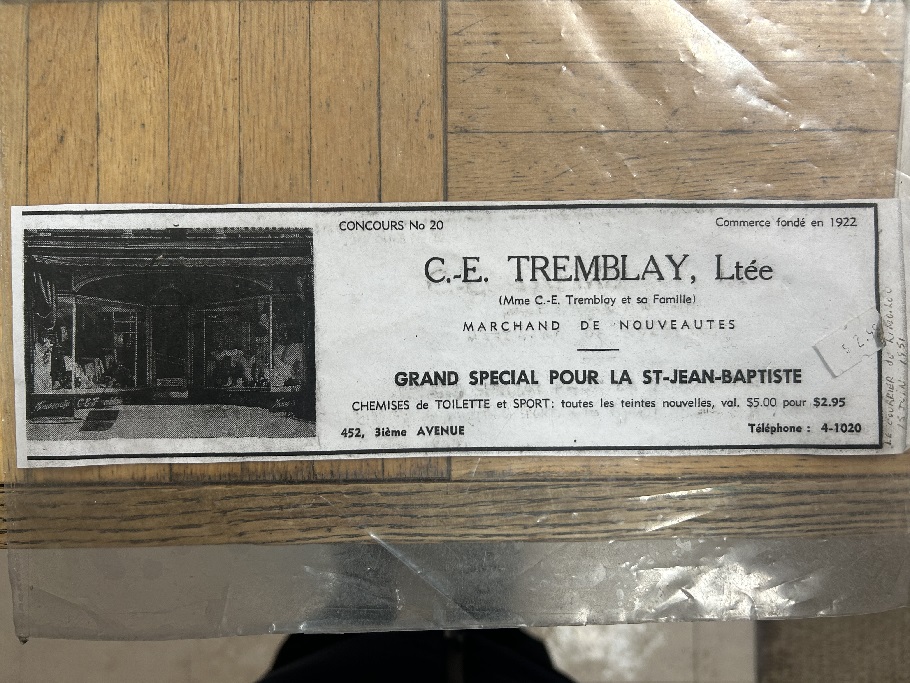 CONCOURS No 20
Commerce fondé en 1922
C.-E. TREMBLAY, Ltée
(Mme C.-E. Tremblay et sa Famille)
MARCHAND DE NOUVEAUTES
GRAND SPECIAL POUR LA ST-JEAN-BAPTISTE
CHEMISES de TOILETTE et SPORT: toutes les teintes nouvelles, val. $5.00 pour $2.95
452, 3ième AVENUE
Téléphone : 4-1020